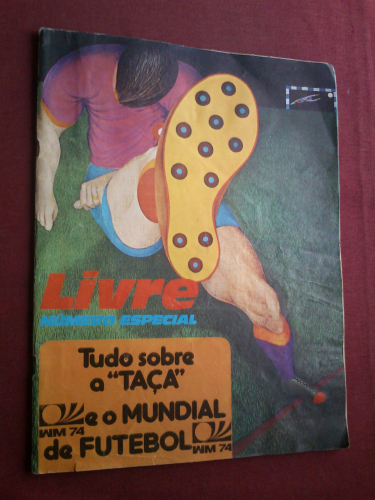 Livre
NÚMERO ESPECIAL
Tudo sobre
a "TAÇA"
e o MUNDIAL
WM 74
de FUTEBOL
WM 74